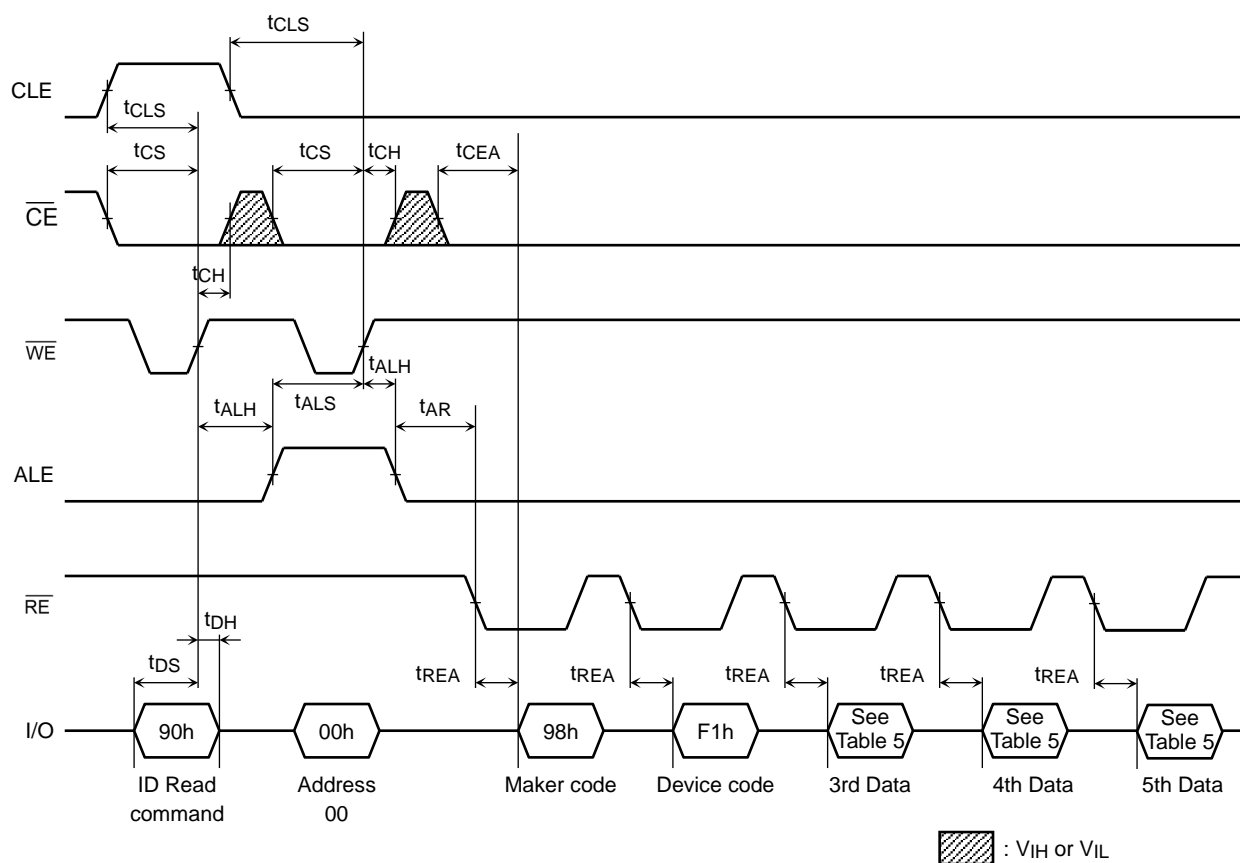 tCLS
CLE
tCLS
tCS
tCS
tCH
tCEA
CE
tCH
WE
tALH
tALH
tALS
tAR
ALE
RE
tDH
tDS
tREA
tREA
tREA
tREA
tREA
I/O
90h
00h
98h
F1h
See
Table 5
See
Table 5
See
Table 5
ID Read
command
Address
00
Maker code
Device code
3rd Data
4th Data
5th Data
: VIH or VIL